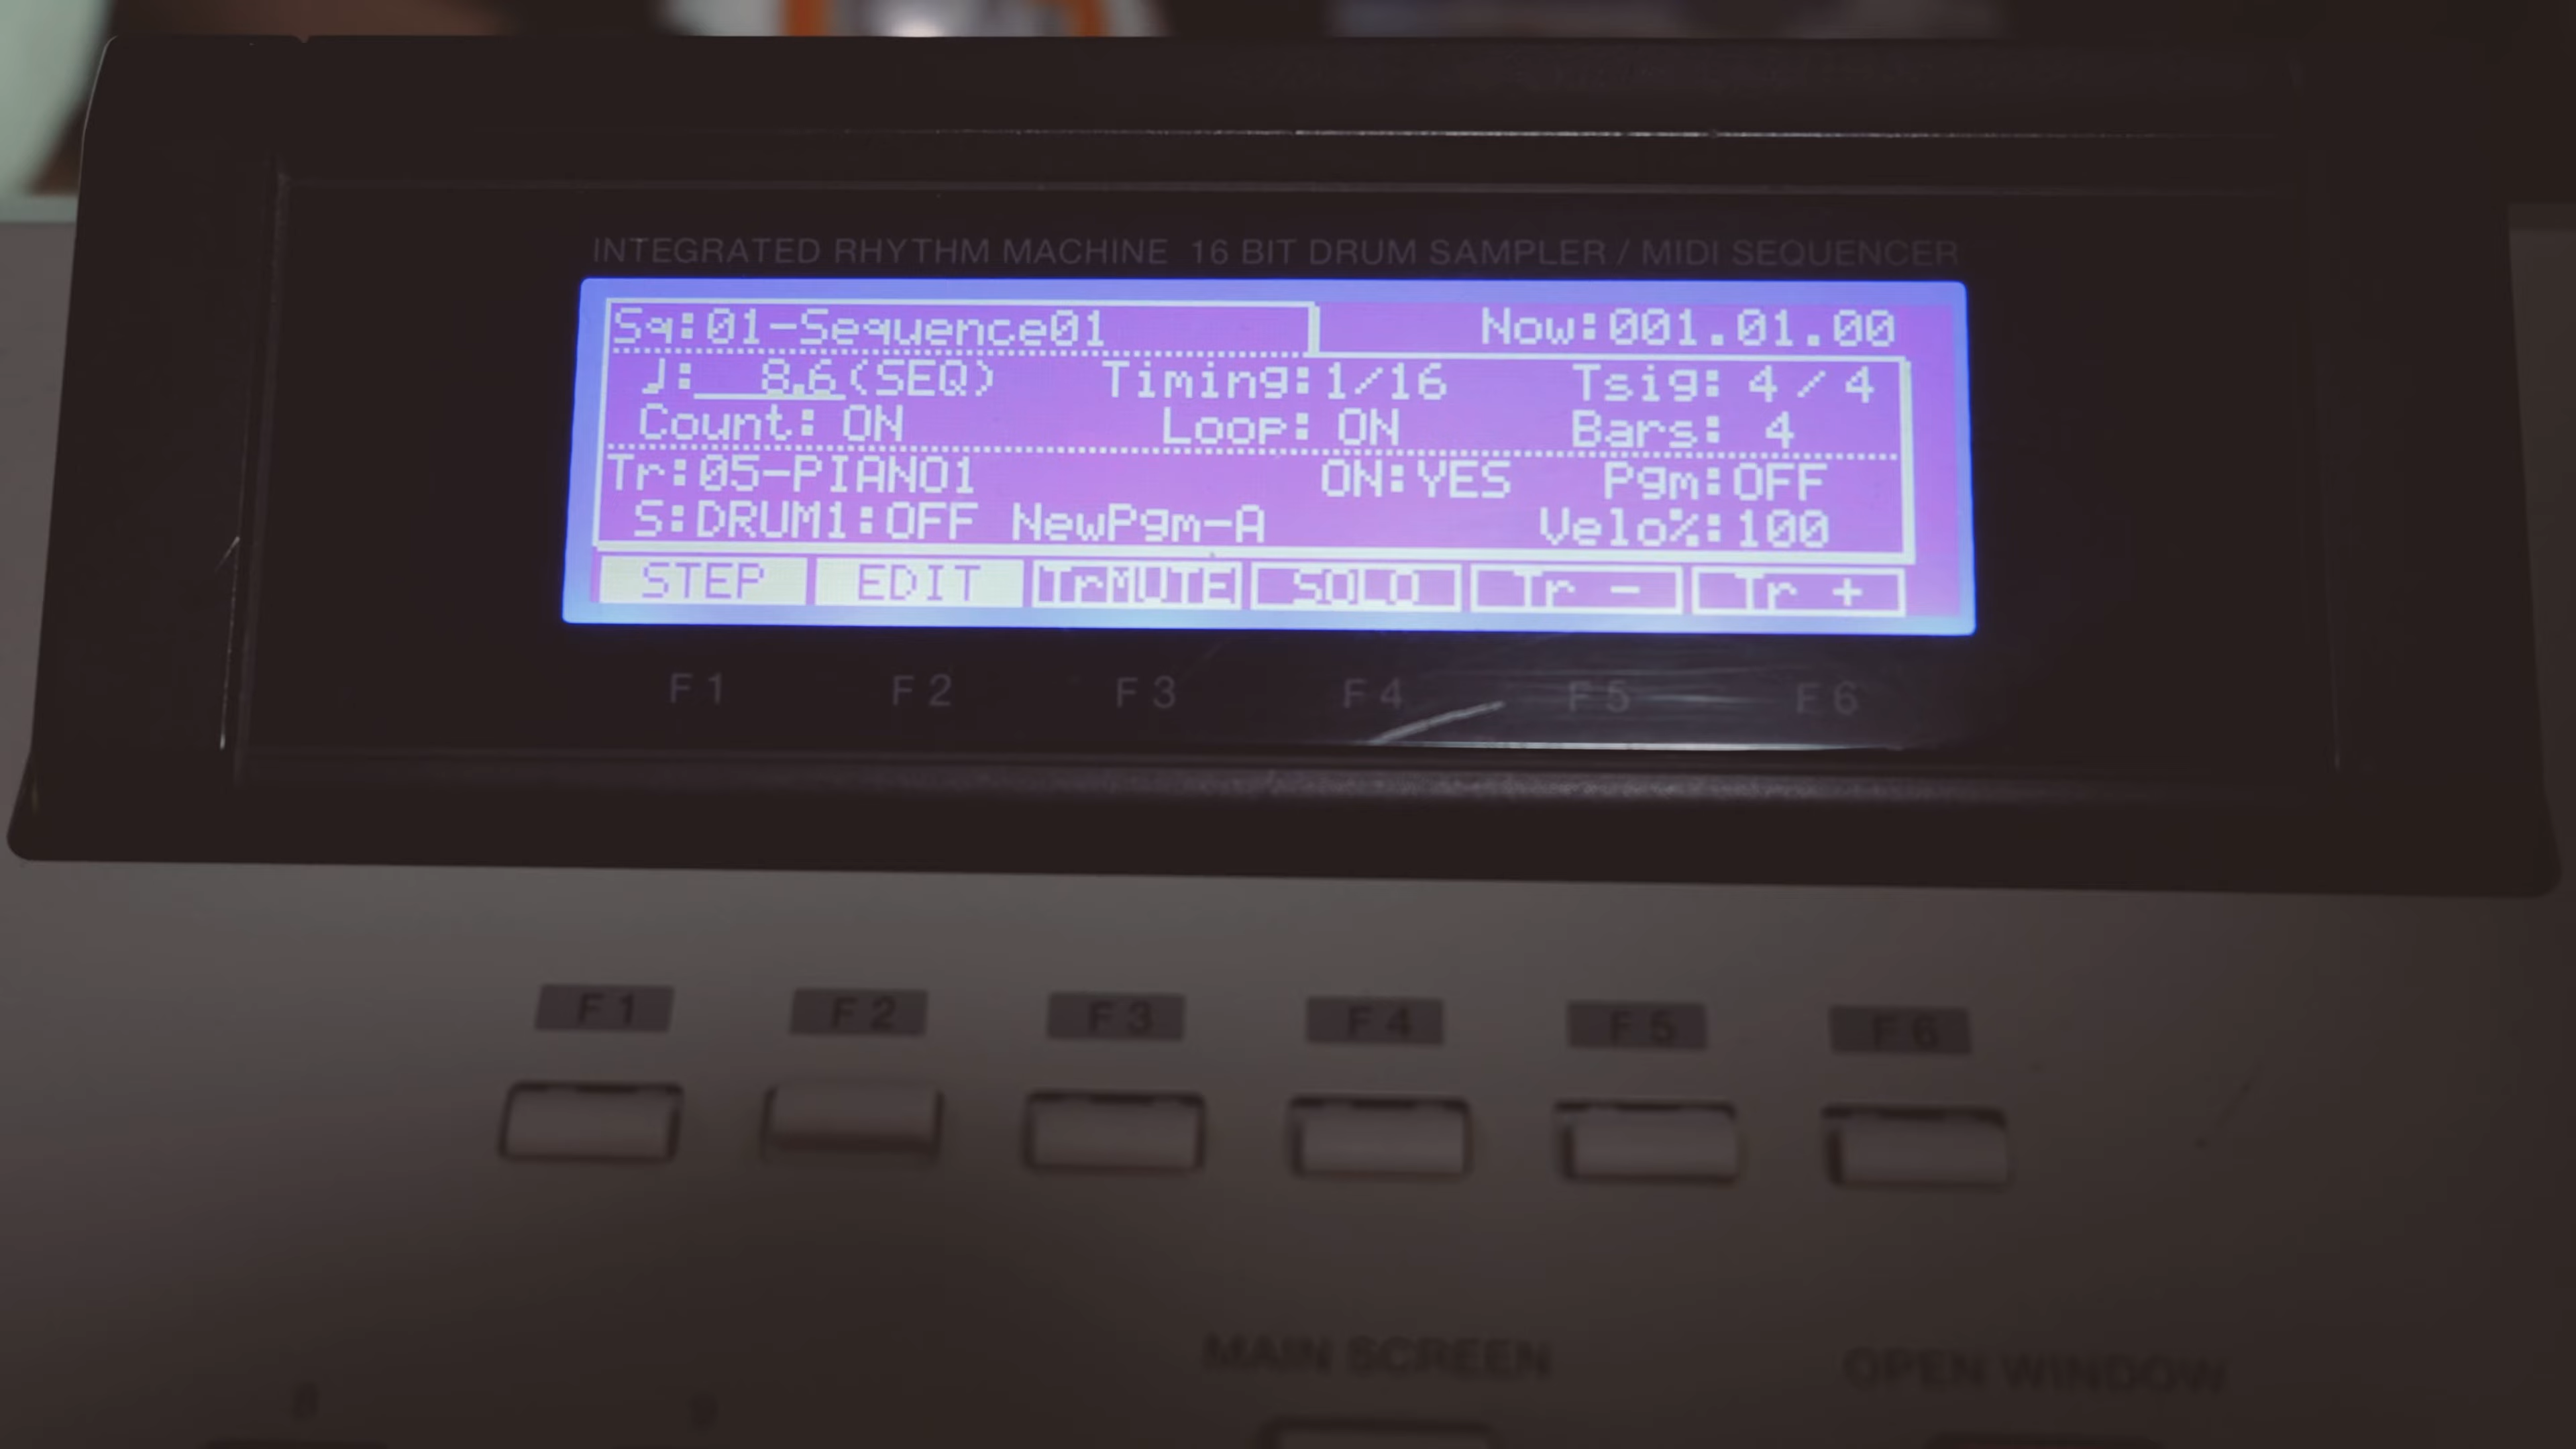 INTEGRATED RHYTHM MACHINE 16 BIT DRUM SAMPLER / MIDI SEQUENCER
Sq:01-Sequence01 Now:001.01.00
♩: 8.6(SEQ) Timing:1/16 Tsig: 4/4
Count: ON Loop: ON Bars: 4
Tr:05-PIANO1 ON:YES Pgm:OFF
S:DRUM1:OFF NewPgm-A Velo%:100
STEP EDIT TrMUTE SOLO Tr - Tr +
F1 F2 F3 F4 F5 F6
F1 F2 F3 F4 F5 F6
MAIN SCREEN OPEN WINDOW